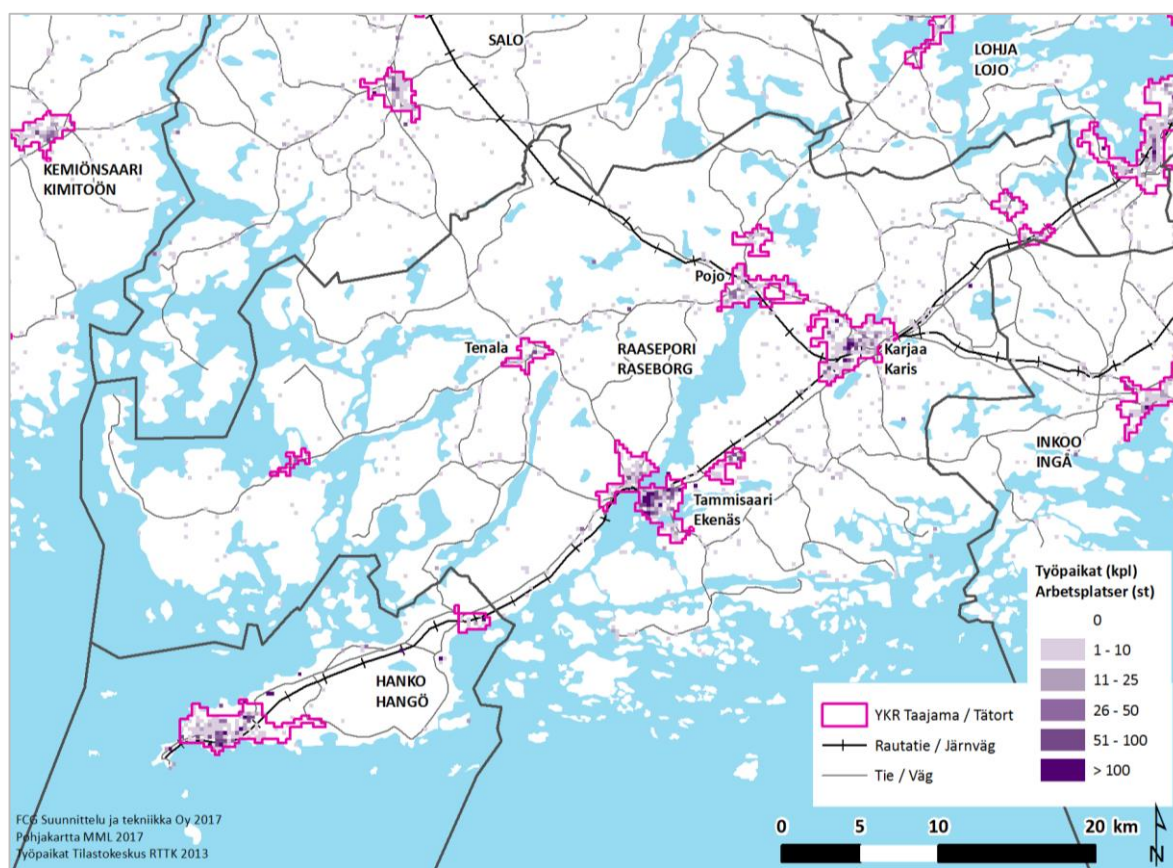 SALO
LOHJA
LOJO
KEMIÖNSAARI
KIMITOÖN
Pojo
Tenala
RAASEPORI
RASEBORG
Karjaa
Karis
INKOO
INGÅ
Tammisaari
Ekenäs
HANKO
HANGÖ
Työpaikat (kpl)
Arbetsplatser (st)
0
1 - 10
11 - 25
26 - 50
51 - 100
> 100
YKR Taajama / Tätort
Rautatie / Järnväg
Tie / Väg
FCG Suunnittelu ja tekniikka Oy 2017
Pohjakartta MML 2017
Työpaikat Tilastokeskus RTTK 2013
0 5 10 20 km
N